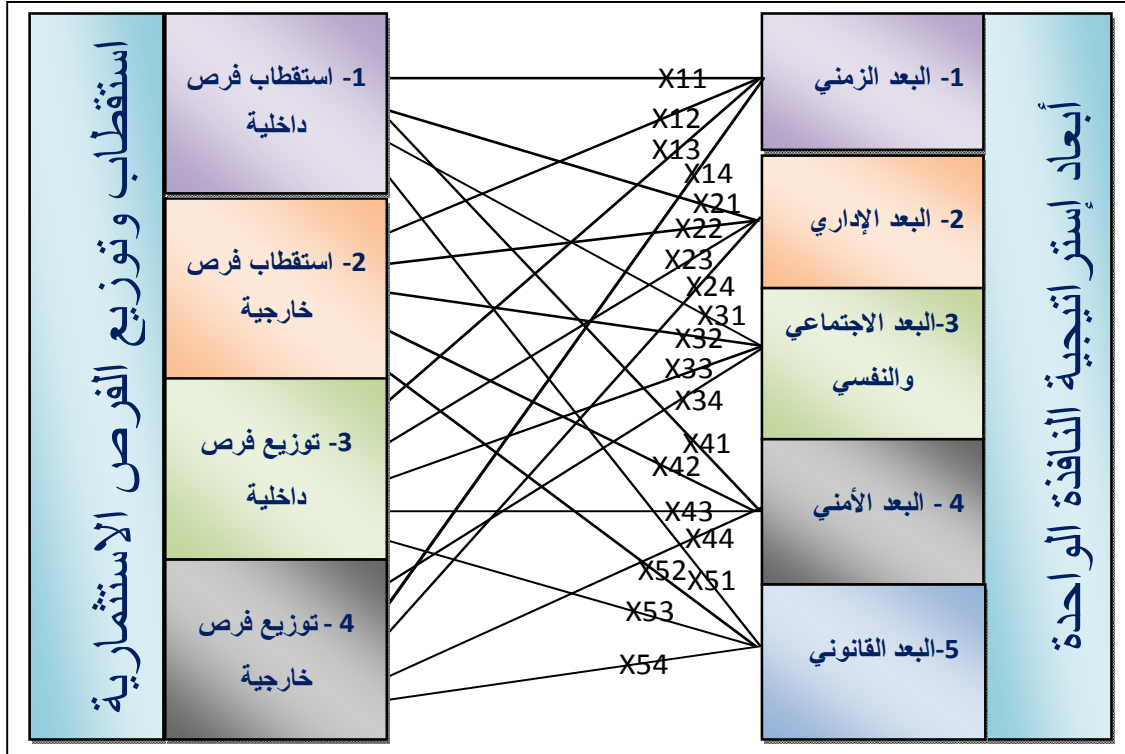 أبعاد إستراتيجية النافذة الواحدة
1- البعد الزمني
2- البعد الإداري
3-البعد الاجتماعي
والنفسي
4 - البعد الأمني
5-البعد القانوني
X11
X12
X13
X14
X21
X22
X23
X24
X31
X32
X33
X34
X41
X42
X43
X44
X52
X51
X53
X54
1- استقطاب فرص
داخلية
2- استقطاب فرص
خارجية
3- توزيع فرص
داخلية
4 - توزيع فرص
خارجية
استقطاب وتوزيع الفرص الاستثمارية